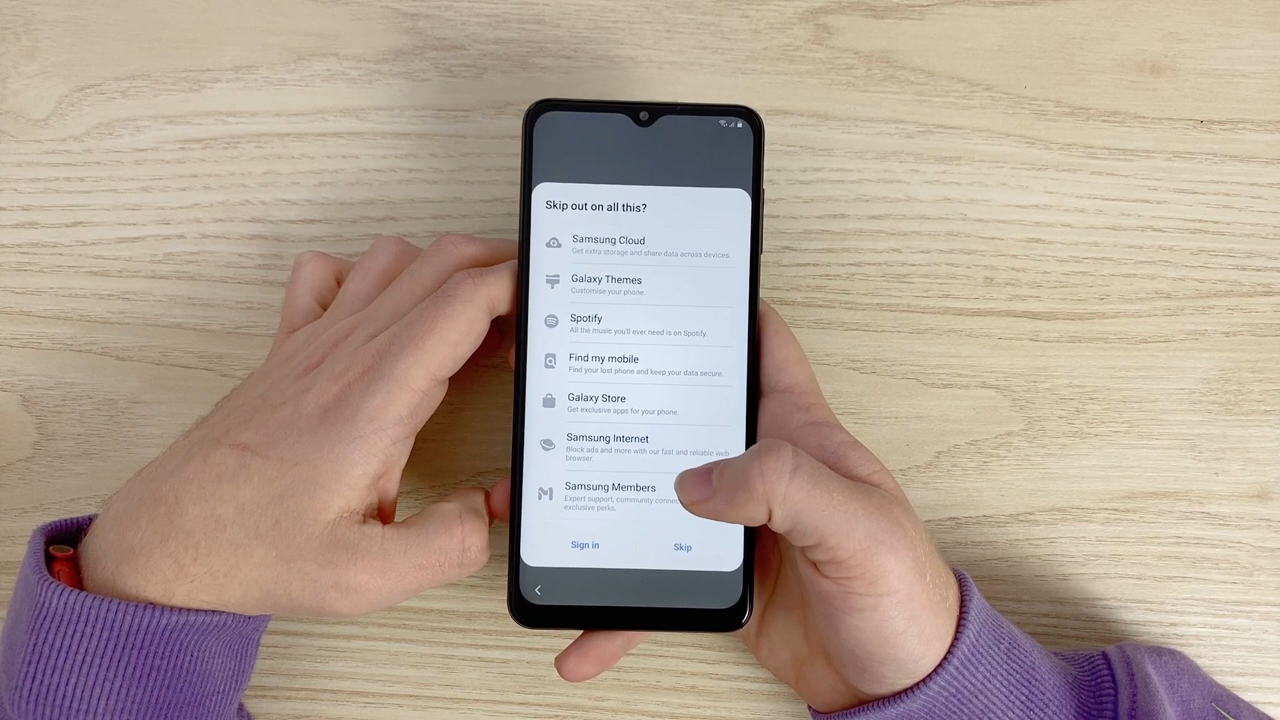 Skip out on all this?
Samsung Cloud
Get extra storage and share data across devices.
Galaxy Themes
Customise your phone.
Spotify
All the music you'll ever need is on Spotify.
Find my mobile
Find your lost phone and keep your data secure.
Galaxy Store
Get exclusive apps for your phone.
Samsung Internet
Block ads and more with our fast and reliable web
browser.
Samsung Members
Expert support, community
exclusive perks.
Sign in
Skip